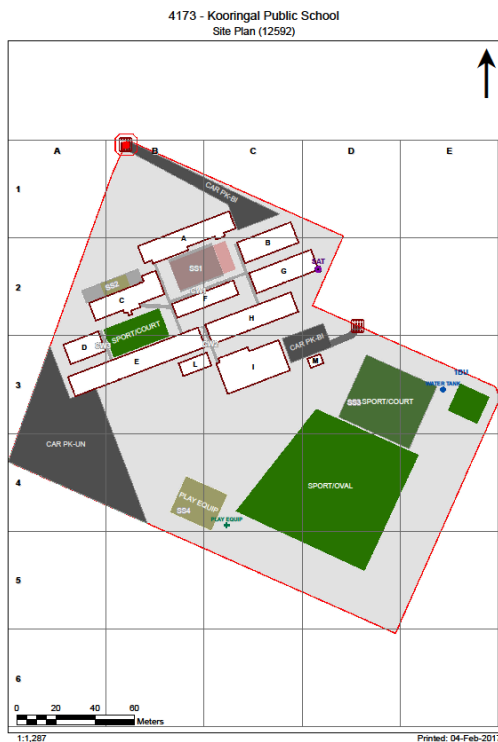 4173 - Kooringal Public School
Site Plan (12592)
A B C D E
1
CAR PK-BI
A
B
SAT
2
SS1
G
SS2
C
F
H
SPORT/COURT
D
CAR PK-BI
E
L
I
M
3
1BU
WATER TANK
SS3 SPORT/COURT
CAR PK-UN
4
SPORT/OVAL
PLAY EQUIP
SS4
PLAY EQUIP
5
6
0 20 40 60
Meters
1:1,287
Printed: 04-Feb-2017